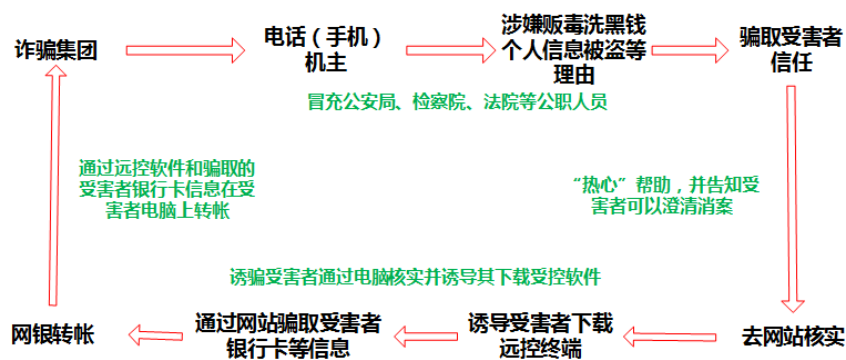 诈骗集团
电话（手机）
机主
涉嫌贩毒洗黑钱
个人信息被盗等
理由
骗取受害者
信任
冒充公安局、检察院、法院等公职人员
通过远控软件和骗取的
受害者银行卡信息在受
害者电脑上转帐
“热心”帮助，并告知受
害者可以澄清消案
诱骗受害者通过电脑核实并诱导其下载受控软件
网银转帐
通过网站骗取受害者
银行卡等信息
诱导受害者下载
远控终端
去网站核实